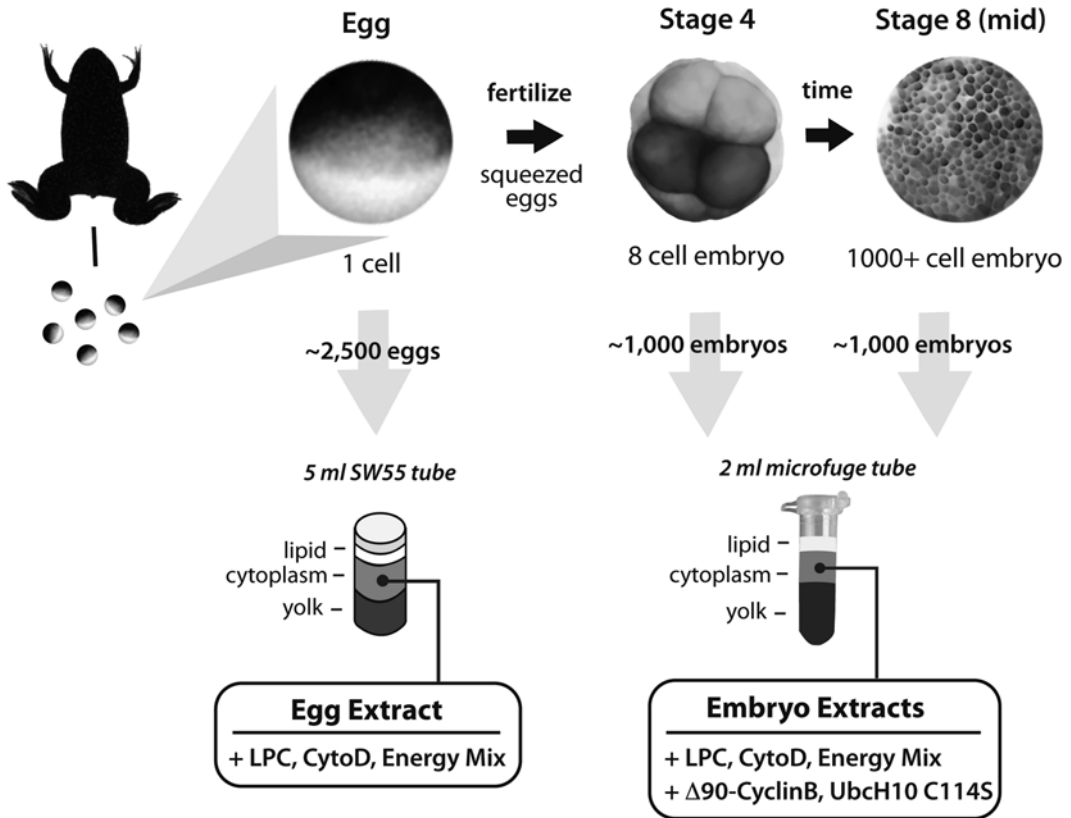 Egg
Stage 4
Stage 8 (mid)
fertilize
squeezed
eggs
time
1 cell
8 cell embryo
1000+ cell embryo
~2,500 eggs
~1,000 embryos
~1,000 embryos
5 ml SW55 tube
lipid
cytoplasm
yolk
2 ml microfuge tube
lipid
cytoplasm
yolk
Egg Extract
+ LPC, CytoD, Energy Mix
Embryo Extracts
+ LPC, CytoD, Energy Mix
+ Δ90-CyclinB, UbcH10 C114S